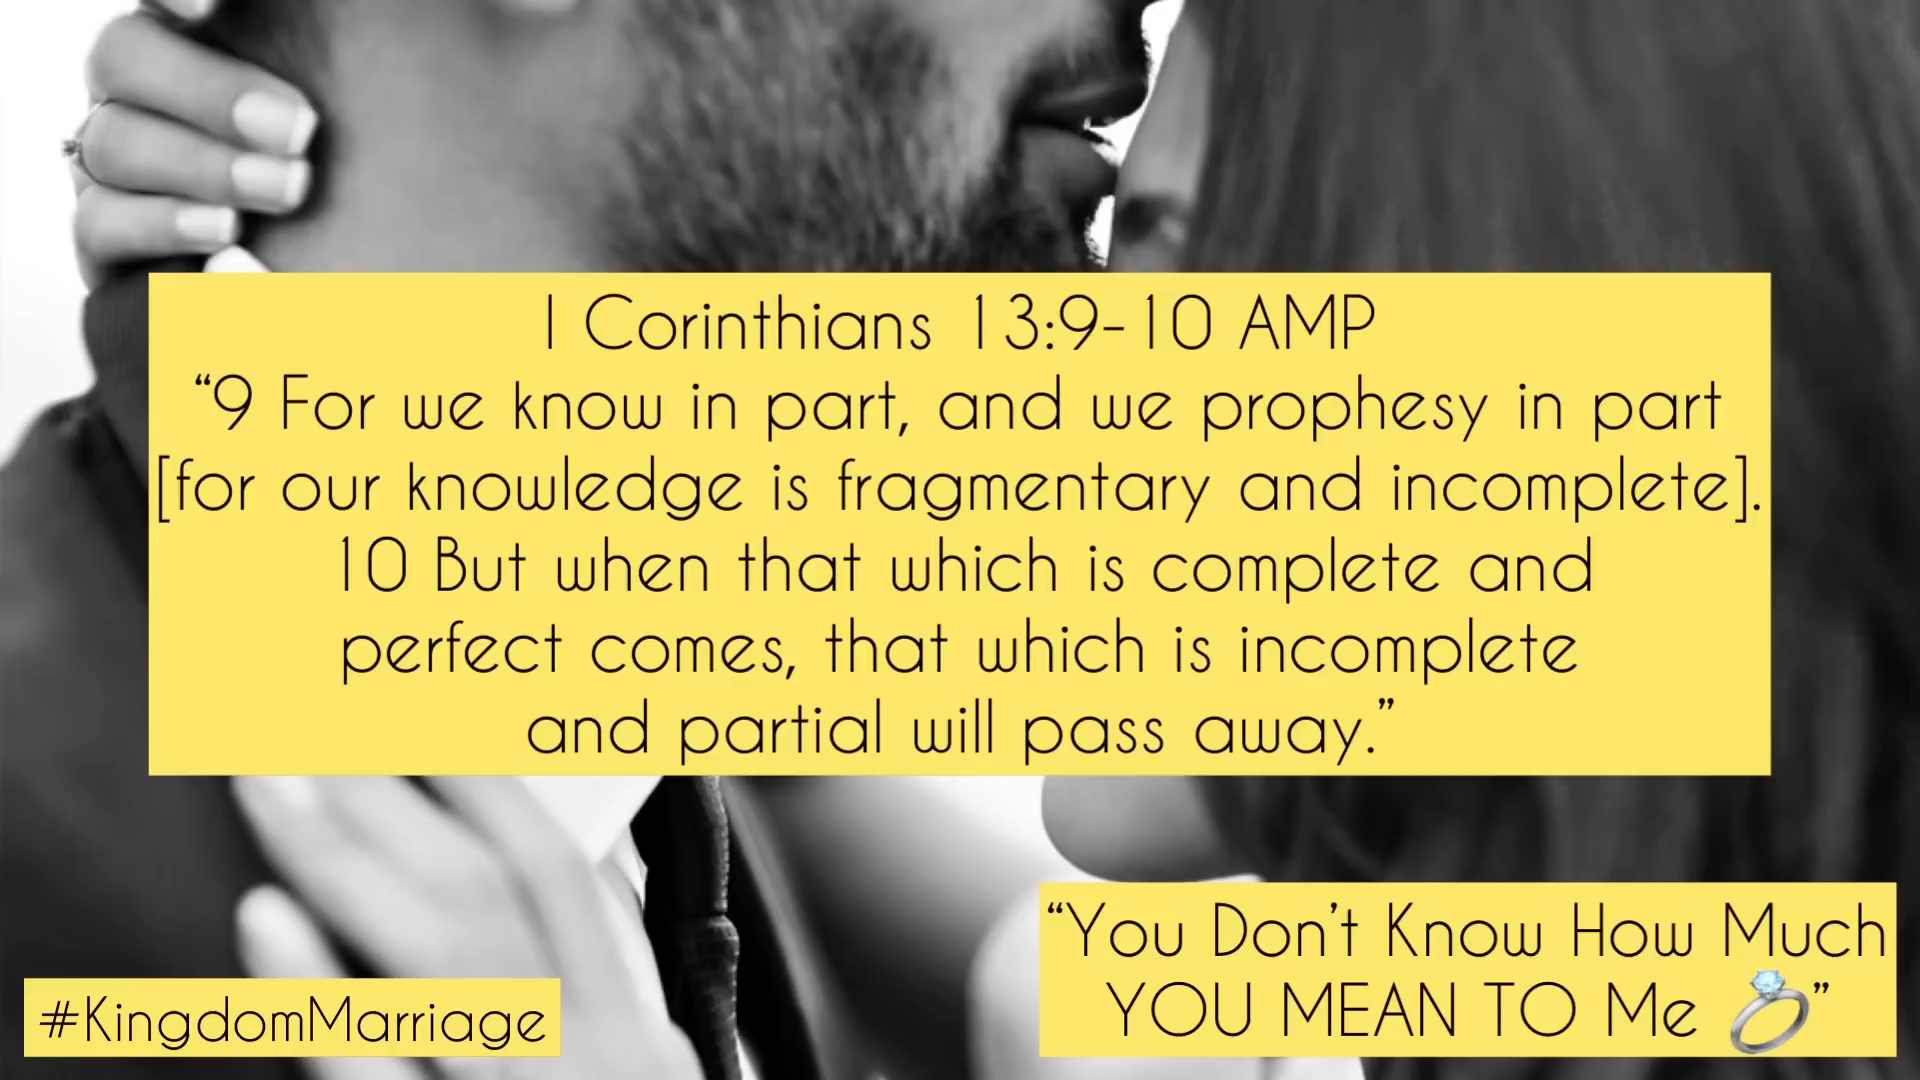 1 Corinthians 13:9-10 AMP
“9 For we know in part, and we prophesy in part
[for our knowledge is fragmentary and incomplete].
10 But when that which is complete and
perfect comes, that which is incomplete
and partial will pass away.”
“You Don’t Know How Much
YOU MEAN TO Me 💍”
#KingdomMarriage